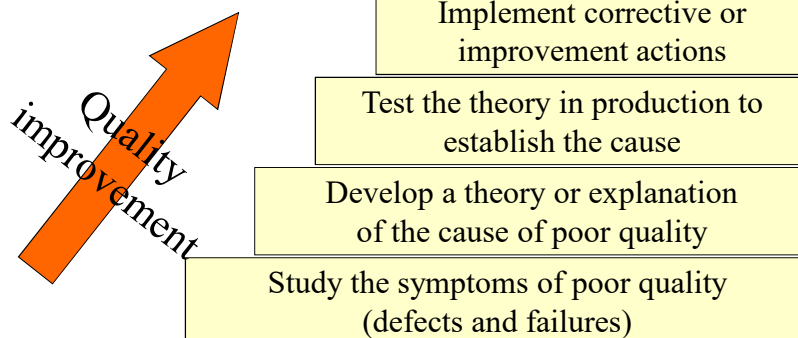 Implement corrective or
improvement actions
Test the theory in production to
establish the cause
Develop a theory or explanation
of the cause of poor quality
Study the symptoms of poor quality
(defects and failures)
Quality
improvement